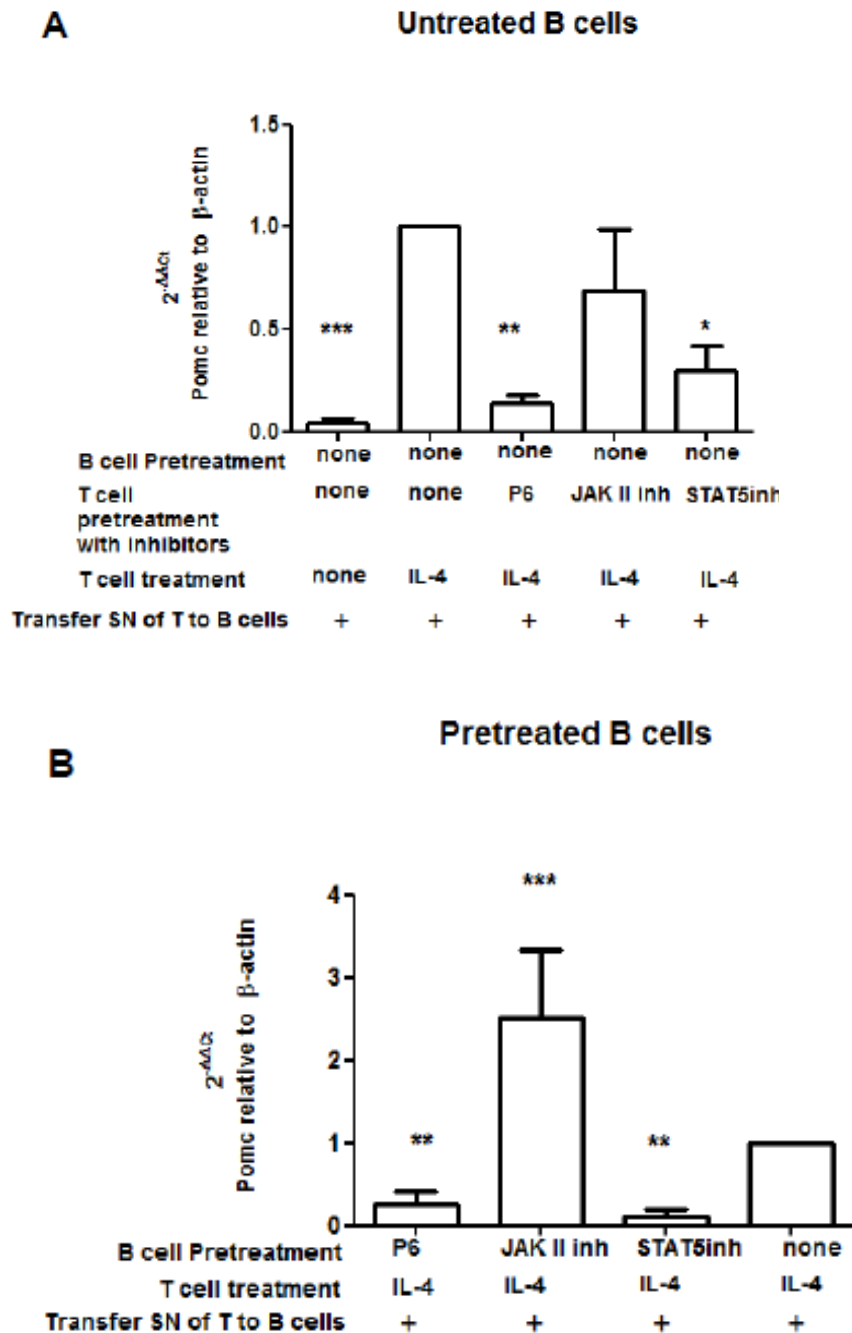 A
Untreated B cells
2-ΔΔCt
Pomc relative to β-actin
1.5
1.0
0.5
0.0
***
**
*
B cell Pretreatment none none none none none
T cell pretreatment with inhibitors none none P6 JAK II inh STAT5inh
T cell treatment none IL-4 IL-4 IL-4 IL-4
Transfer SN of T to B cells + + + + +
Pretreated B cells
B
2-ΔΔCt
Pomc relative to β-actin
4
3
2
1
0
**
***
**
B cell Pretreatment P6 JAK II inh STAT5inh none
T cell treatment IL-4 IL-4 IL-4 IL-4
Transfer SN of T to B cells + + + +